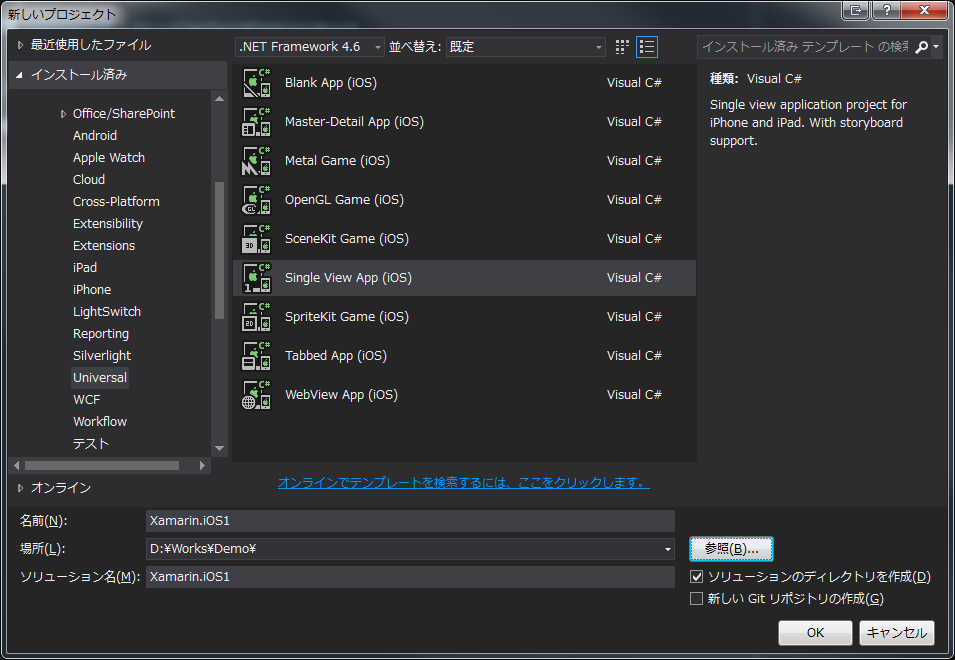 新しいプロジェクト
最近使用したファイル
インストール済み
Office/SharePoint
Android
Apple Watch
Cloud
Cross-Platform
Extensibility
Extensions
iPad
iPhone
LightSwitch
Reporting
Silverlight
Universal
WCF
Workflow
テスト
オンライン
.NET Framework 4.6 並べ替え: 既定
Blank App (iOS) Visual C#
Master-Detail App (iOS) Visual C#
Metal Game (iOS) Visual C#
OpenGL Game (iOS) Visual C#
SceneKit Game (iOS) Visual C#
Single View App (iOS) Visual C#
SpriteKit Game (iOS) Visual C#
Tabbed App (iOS) Visual C#
WebView App (iOS) Visual C#
オンラインでテンプレートを検索するには、ここをクリックします。
インストール済み テンプレート の検索
種類: Visual C#
Single view application project for
iPhone and iPad. With storyboard
support.
名前(N): Xamarin.iOS1
場所(L): D:¥Works¥Demo¥ 参照(B)...
ソリューション名(M): Xamarin.iOS1
ソリューションのディレクトリを作成(D)
新しい Git リポジトリの作成(G)
OK キャンセル